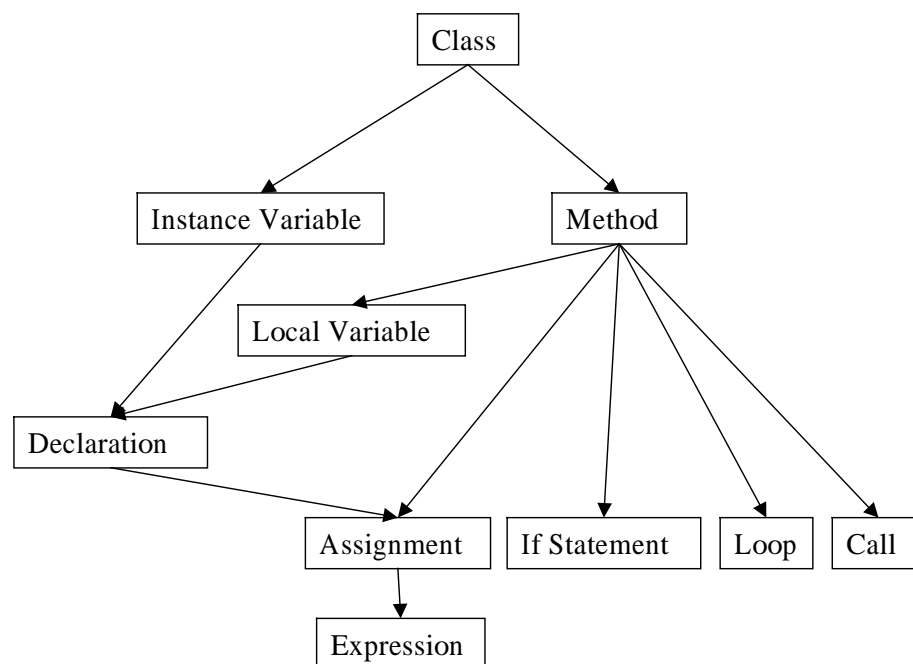 Class
Instance Variable
Method
Local Variable
Declaration
Assignment
If Statement
Loop
Call
Expression